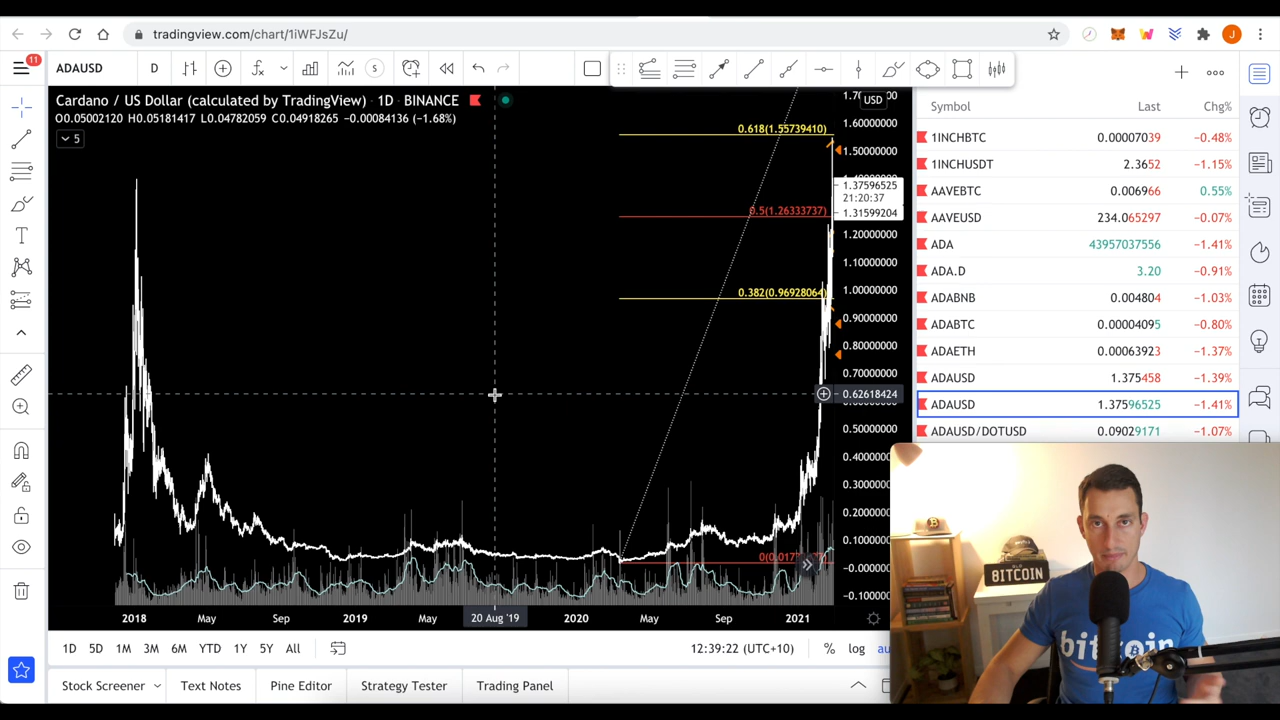 tradingview.com/chart/1iWFJsZu/
J
11
ADAUSD
D
S
Cardano / US Dollar (calculated by TradingView) · 1D · BINANCE
O0.05002120 H0.05181417 L0.04782059 C0.04918265 −0.00084136 (−1.68%)
5
USD
0.618(1.55739410)
0.5(1.26333737)
0.382(0.96928064)
1.60000000
1.50000000
1.37596525
21:20:37
1.31599204
1.20000000
1.10000000
1.00000000
0.90000000
0.80000000
0.70000000
0.62618424
0.50000000
0.40000000
0.30000000
0.20000000
0.10000000
−0.00000
−0.10000
2018
May
Sep
2019
May
20 Aug '19
2020
May
Sep
2021
1D 5D 1M 3M 6M YTD 1Y 5Y All
12:39:22 (UTC+10)
% log
Stock Screener
Text Notes
Pine Editor
Strategy Tester
Trading Panel
Symbol Last Chg%
1INCHBTC 0.00007039 −0.48%
1INCHUSDT 2.3652 −1.15%
AAVEBTC 0.006966 0.55%
AAVEUSD 234.065297 −0.07%
ADA 43957037556 −1.41%
ADA.D 3.20 −0.91%
ADABNB 0.004804 −1.03%
ADABTC 0.00004095 −0.80%
ADAETH 0.00063923 −1.37%
ADAUSD 1.375458 −1.39%
ADAUSD 1.37596525 −1.41%
ADAUSD/DOTUSD 0.09029171 −1.07%
BITCOIN
bitcoin